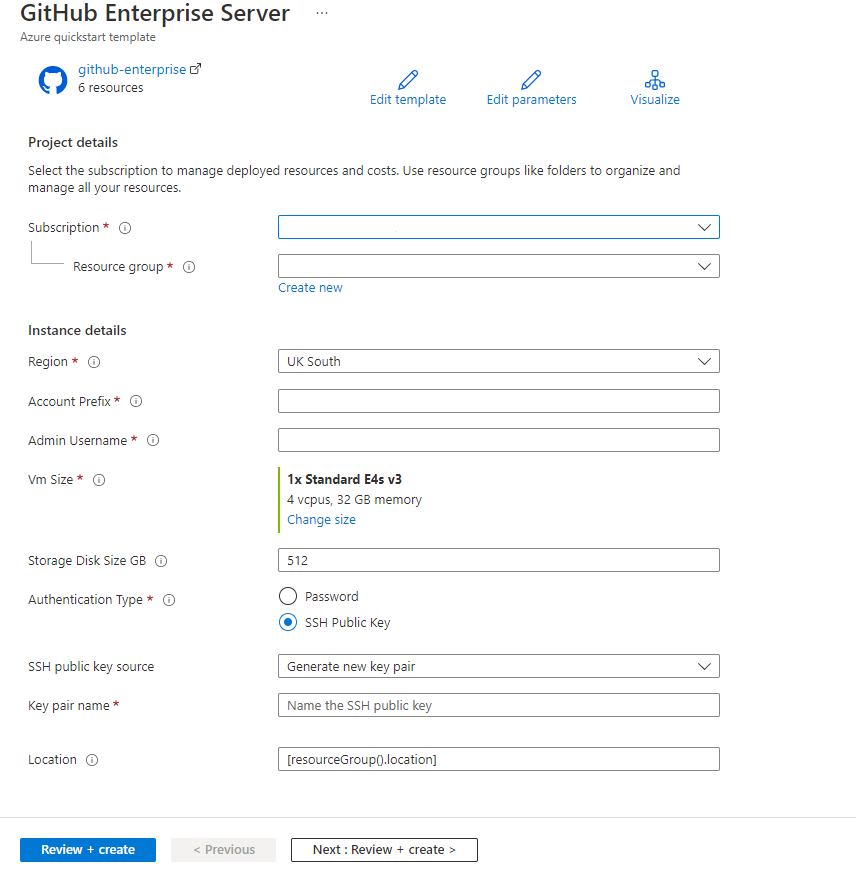 GitHub Enterprise Server ...
Azure quickstart template
github-enterprise
6 resources
Edit template
Edit parameters
Visualize
Project details
Select the subscription to manage deployed resources and costs. Use resource groups like folders to organize and
manage all your resources.
Subscription *
Resource group *
Create new
Instance details
Region * UK South
Account Prefix *
Admin Username *
Vm Size * 1x Standard E4s v3
4 vcpus, 32 GB memory
Change size
Storage Disk Size GB 512
Authentication Type * Password
SSH Public Key
SSH public key source Generate new key pair
Key pair name * Name the SSH public key
Location [resourceGroup().location]
Review + create < Previous Next : Review + create >